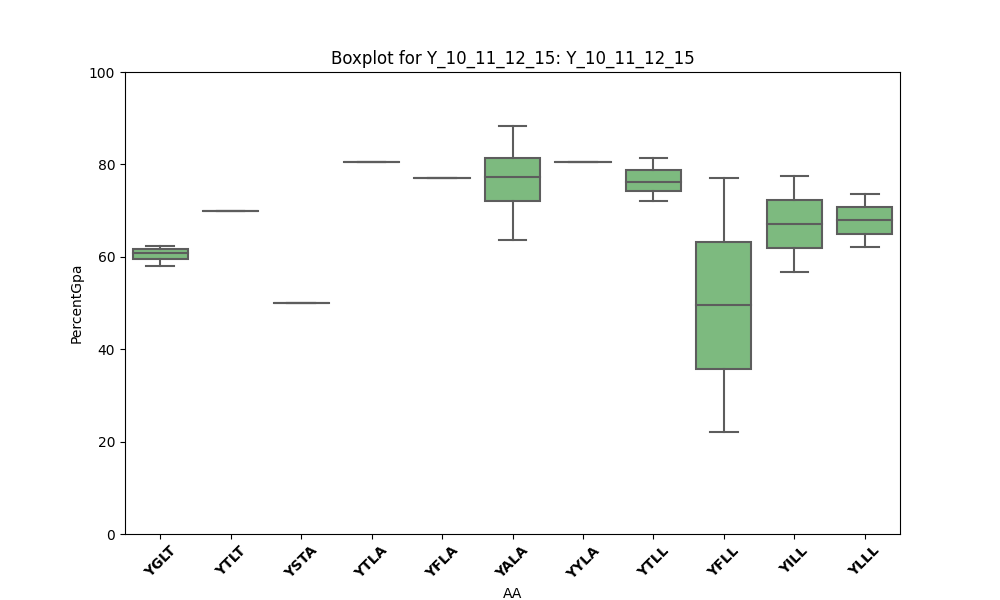 Boxplot for Y_10_11_12_15: Y_10_11_12_15
100
80
60
40
20
0
PercentGpa
YGLT YTLT YSTA YTLA YFLA YALA YYLA YTLL YFLL YILL YLLL
AA